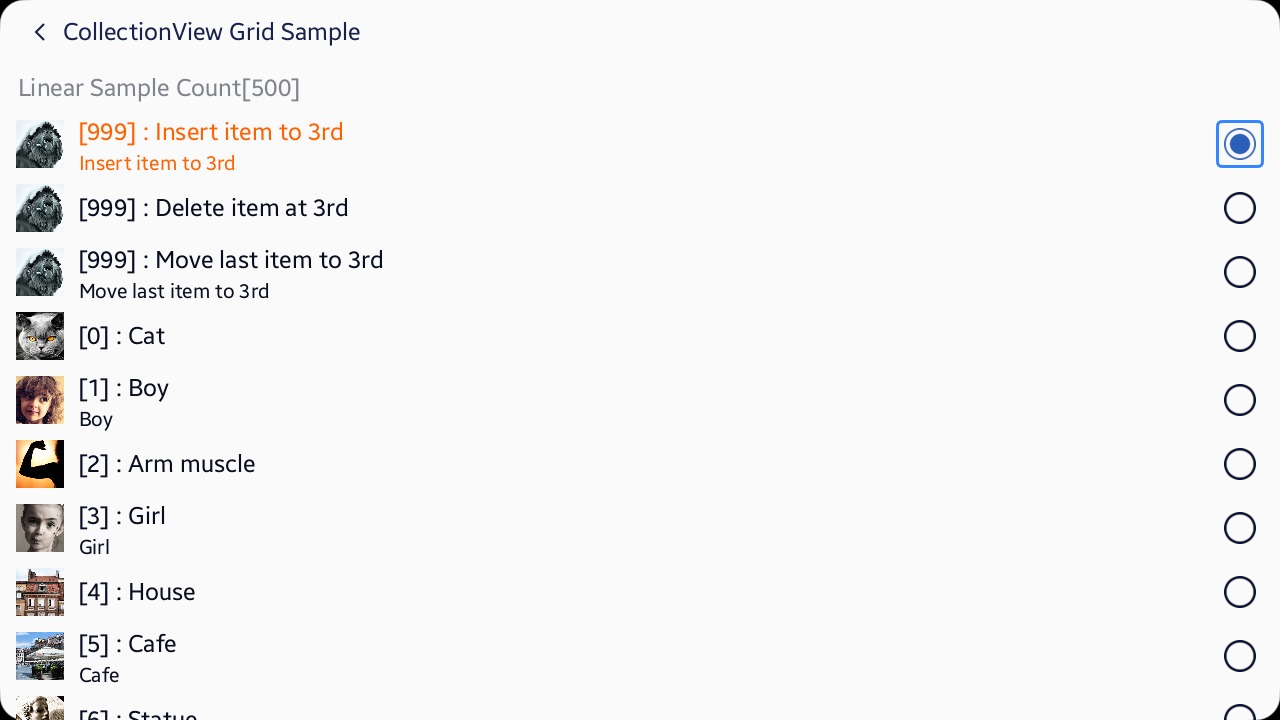 CollectionView Grid Sample
Linear Sample Count[500]
[999] : Insert item to 3rd
Insert item to 3rd
[999] : Delete item at 3rd
[999] : Move last item to 3rd
Move last item to 3rd
[0] : Cat
[1] : Boy
Boy
[2] : Arm muscle
[3] : Girl
Girl
[4] : House
[5] : Cafe
Cafe
[6] : Statue